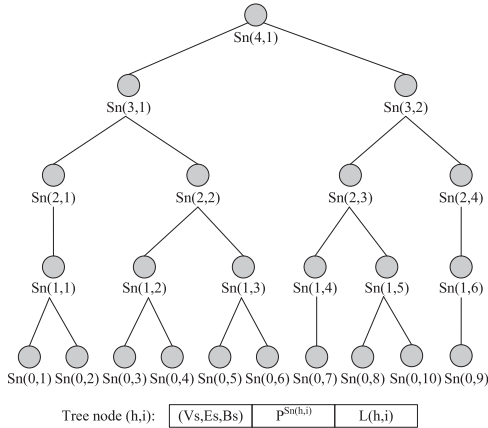 Sn(4,1)
Sn(3,1) Sn(3,2)
Sn(2,1) Sn(2,2) Sn(2,3) Sn(2,4)
Sn(1,1) Sn(1,2) Sn(1,3) Sn(1,4) Sn(1,5) Sn(1,6)
Sn(0,1) Sn(0,2) Sn(0,3) Sn(0,4) Sn(0,5) Sn(0,6) Sn(0,7) Sn(0,8) Sn(0,10) Sn(0,9)
Tree node (h,i): (Vs,Es,Bs) P^Sn(h,i) L(h,i)